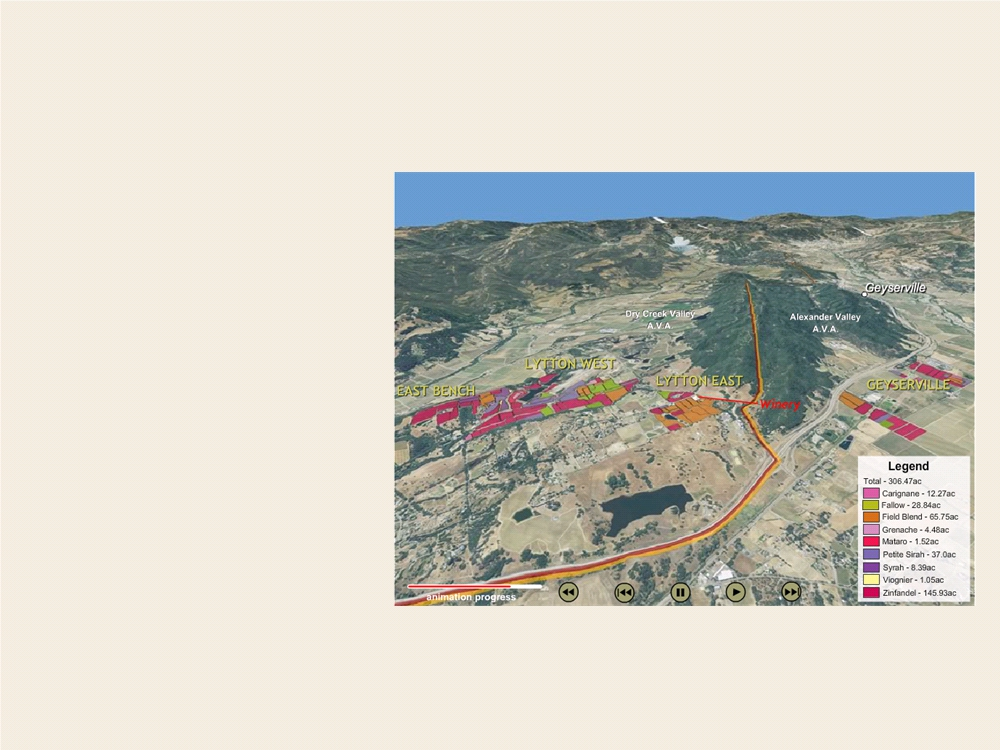 Geyserville
Dry Creek Valley
A.V.A.
Alexander Valley
A.V.A.
LYTTON WEST
EAST BENCH
LYTTON EAST
GEYSERVILLE
Winery
Legend
Total - 306.47ac
Carignane - 12.27ac
Fallow - 28.84ac
Field Blend - 65.75ac
Grenache - 4.48ac
Mataro - 1.52ac
Petite Sirah - 37.0ac
Syrah - 8.39ac
Viognier - 1.05ac
Zinfandel - 145.93ac
animation progress